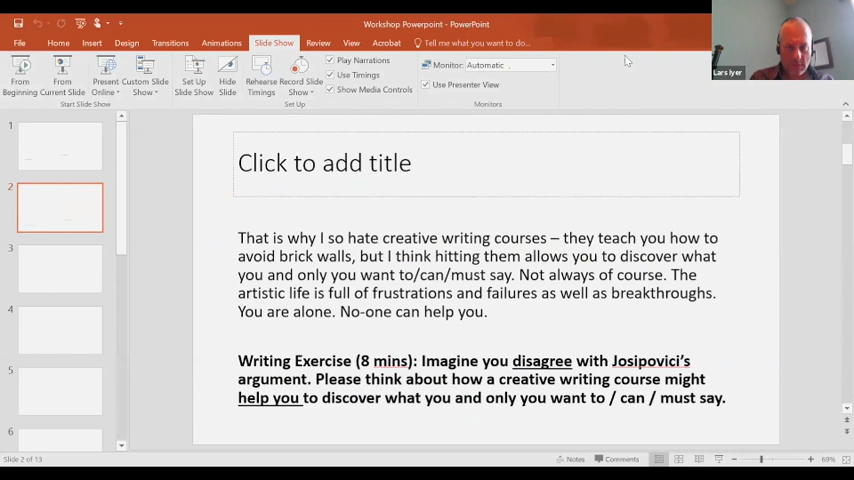 Workshop Powerpoint - PowerPoint
File Home Insert Design Transitions Animations Slide Show Review View Acrobat Tell me what you want to do...
From Beginning
From Current Slide
Present Online
Custom Slide Show
Set Up Slide Show
Hide Slide
Rehearse Timings
Record Slide Show
Play Narrations
Use Timings
Show Media Controls
Monitor: Automatic
Use Presenter View
Start Slide Show
Set Up
Monitors
Lars Iyer
1
2
3
4
5
6
Click to add title
That is why I so hate creative writing courses – they teach you how to
avoid brick walls, but I think hitting them allows you to discover what
you and only you want to/can/must say. Not always of course. The
artistic life is full of frustrations and failures as well as breakthroughs.
You are alone. No-one can help you.
Writing Exercise (8 mins): Imagine you disagree with Josipovici's
argument. Please think about how a creative writing course might
help you to discover what you and only you want to / can / must say.
Slide 2 of 13
Notes Comments
69%